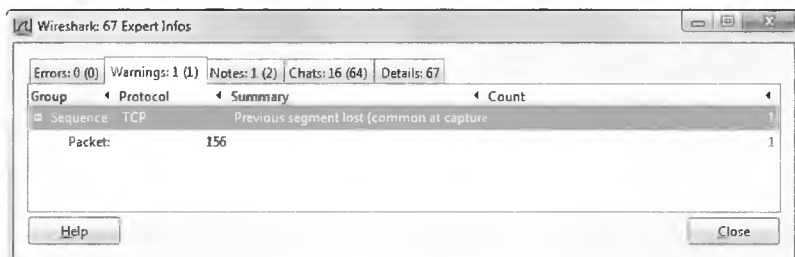 Wireshark: 67 Expert Infos
Errors: 0 (0) Warnings: 1 (1) Notes: 1 (2) Chats: 16 (64) Details: 67
Group Protocol Summary Count
Sequence TCP Previous segment lost (common at capture 1
Packet: 156 1
Help Close